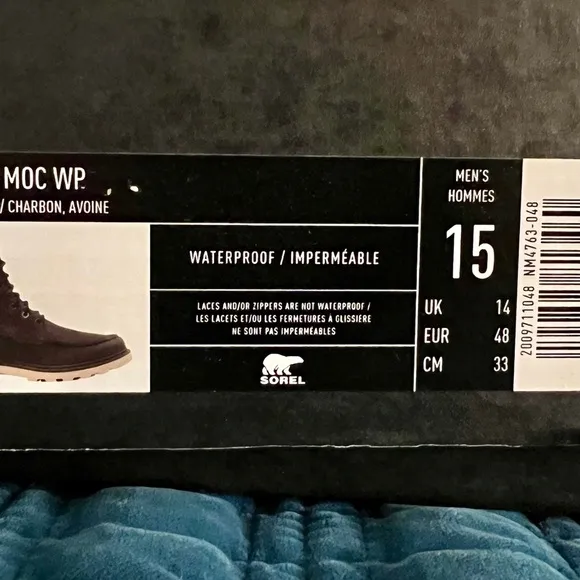 MOC WP
/ CHARBON, AVOINE
WATERPROOF / IMPERMÉABLE
LACES AND/OR ZIPPERS ARE NOT WATERPROOF /
LES LACETS ET/OU LES FERMETURES À GLISSIÈRE
NE SONT PAS IMPERMÉABLES
SOREL
MEN'S
HOMMES
15
UK 14
EUR 48
CM 33
2009711048 NM4763-048